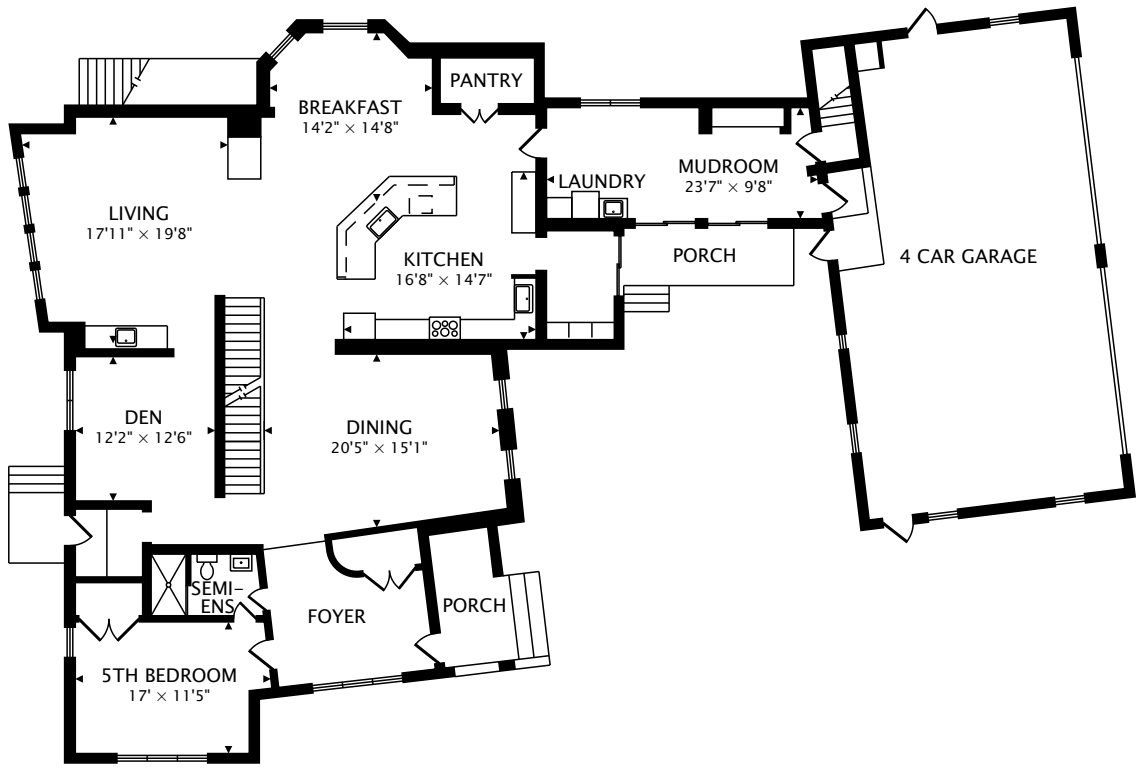 PANTRY
BREAKFAST
14'2" × 14'8"
LAUNDRY
MUDROOM
23'7" × 9'8"
LIVING
17'11" × 19'8"
KITCHEN
16'8" × 14'7"
PORCH
4 CAR GARAGE
DEN
12'2" × 12'6"
DINING
20'5" × 15'1"
SEMI-
ENS
FOYER
PORCH
5TH BEDROOM
17' × 11'5"